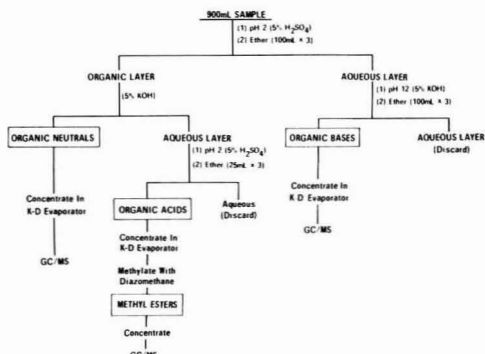 900mL SAMPLE
(1) pH 2 (5% H2SO4)
(2) Ether (100mL × 3)
ORGANIC LAYER
(5% KOH)
AQUEOUS LAYER
(1) pH 12 (5% KOH)
(2) Ether (100mL × 3)
ORGANIC NEUTRALS
AQUEOUS LAYER
(1) pH 2 (5% H2SO4)
(2) Ether (25mL × 3)
ORGANIC BASES
AQUEOUS LAYER
(Discard)
Concentrate In
K-D Evaporator
GC/MS
ORGANIC ACIDS
Aqueous
(Discard)
Concentrate In
K-D Evaporator
GC/MS
Concentrate In
K-D Evaporator
Methylate With
Diazomethane
METHYL ESTERS
Concentrate
GC/MS